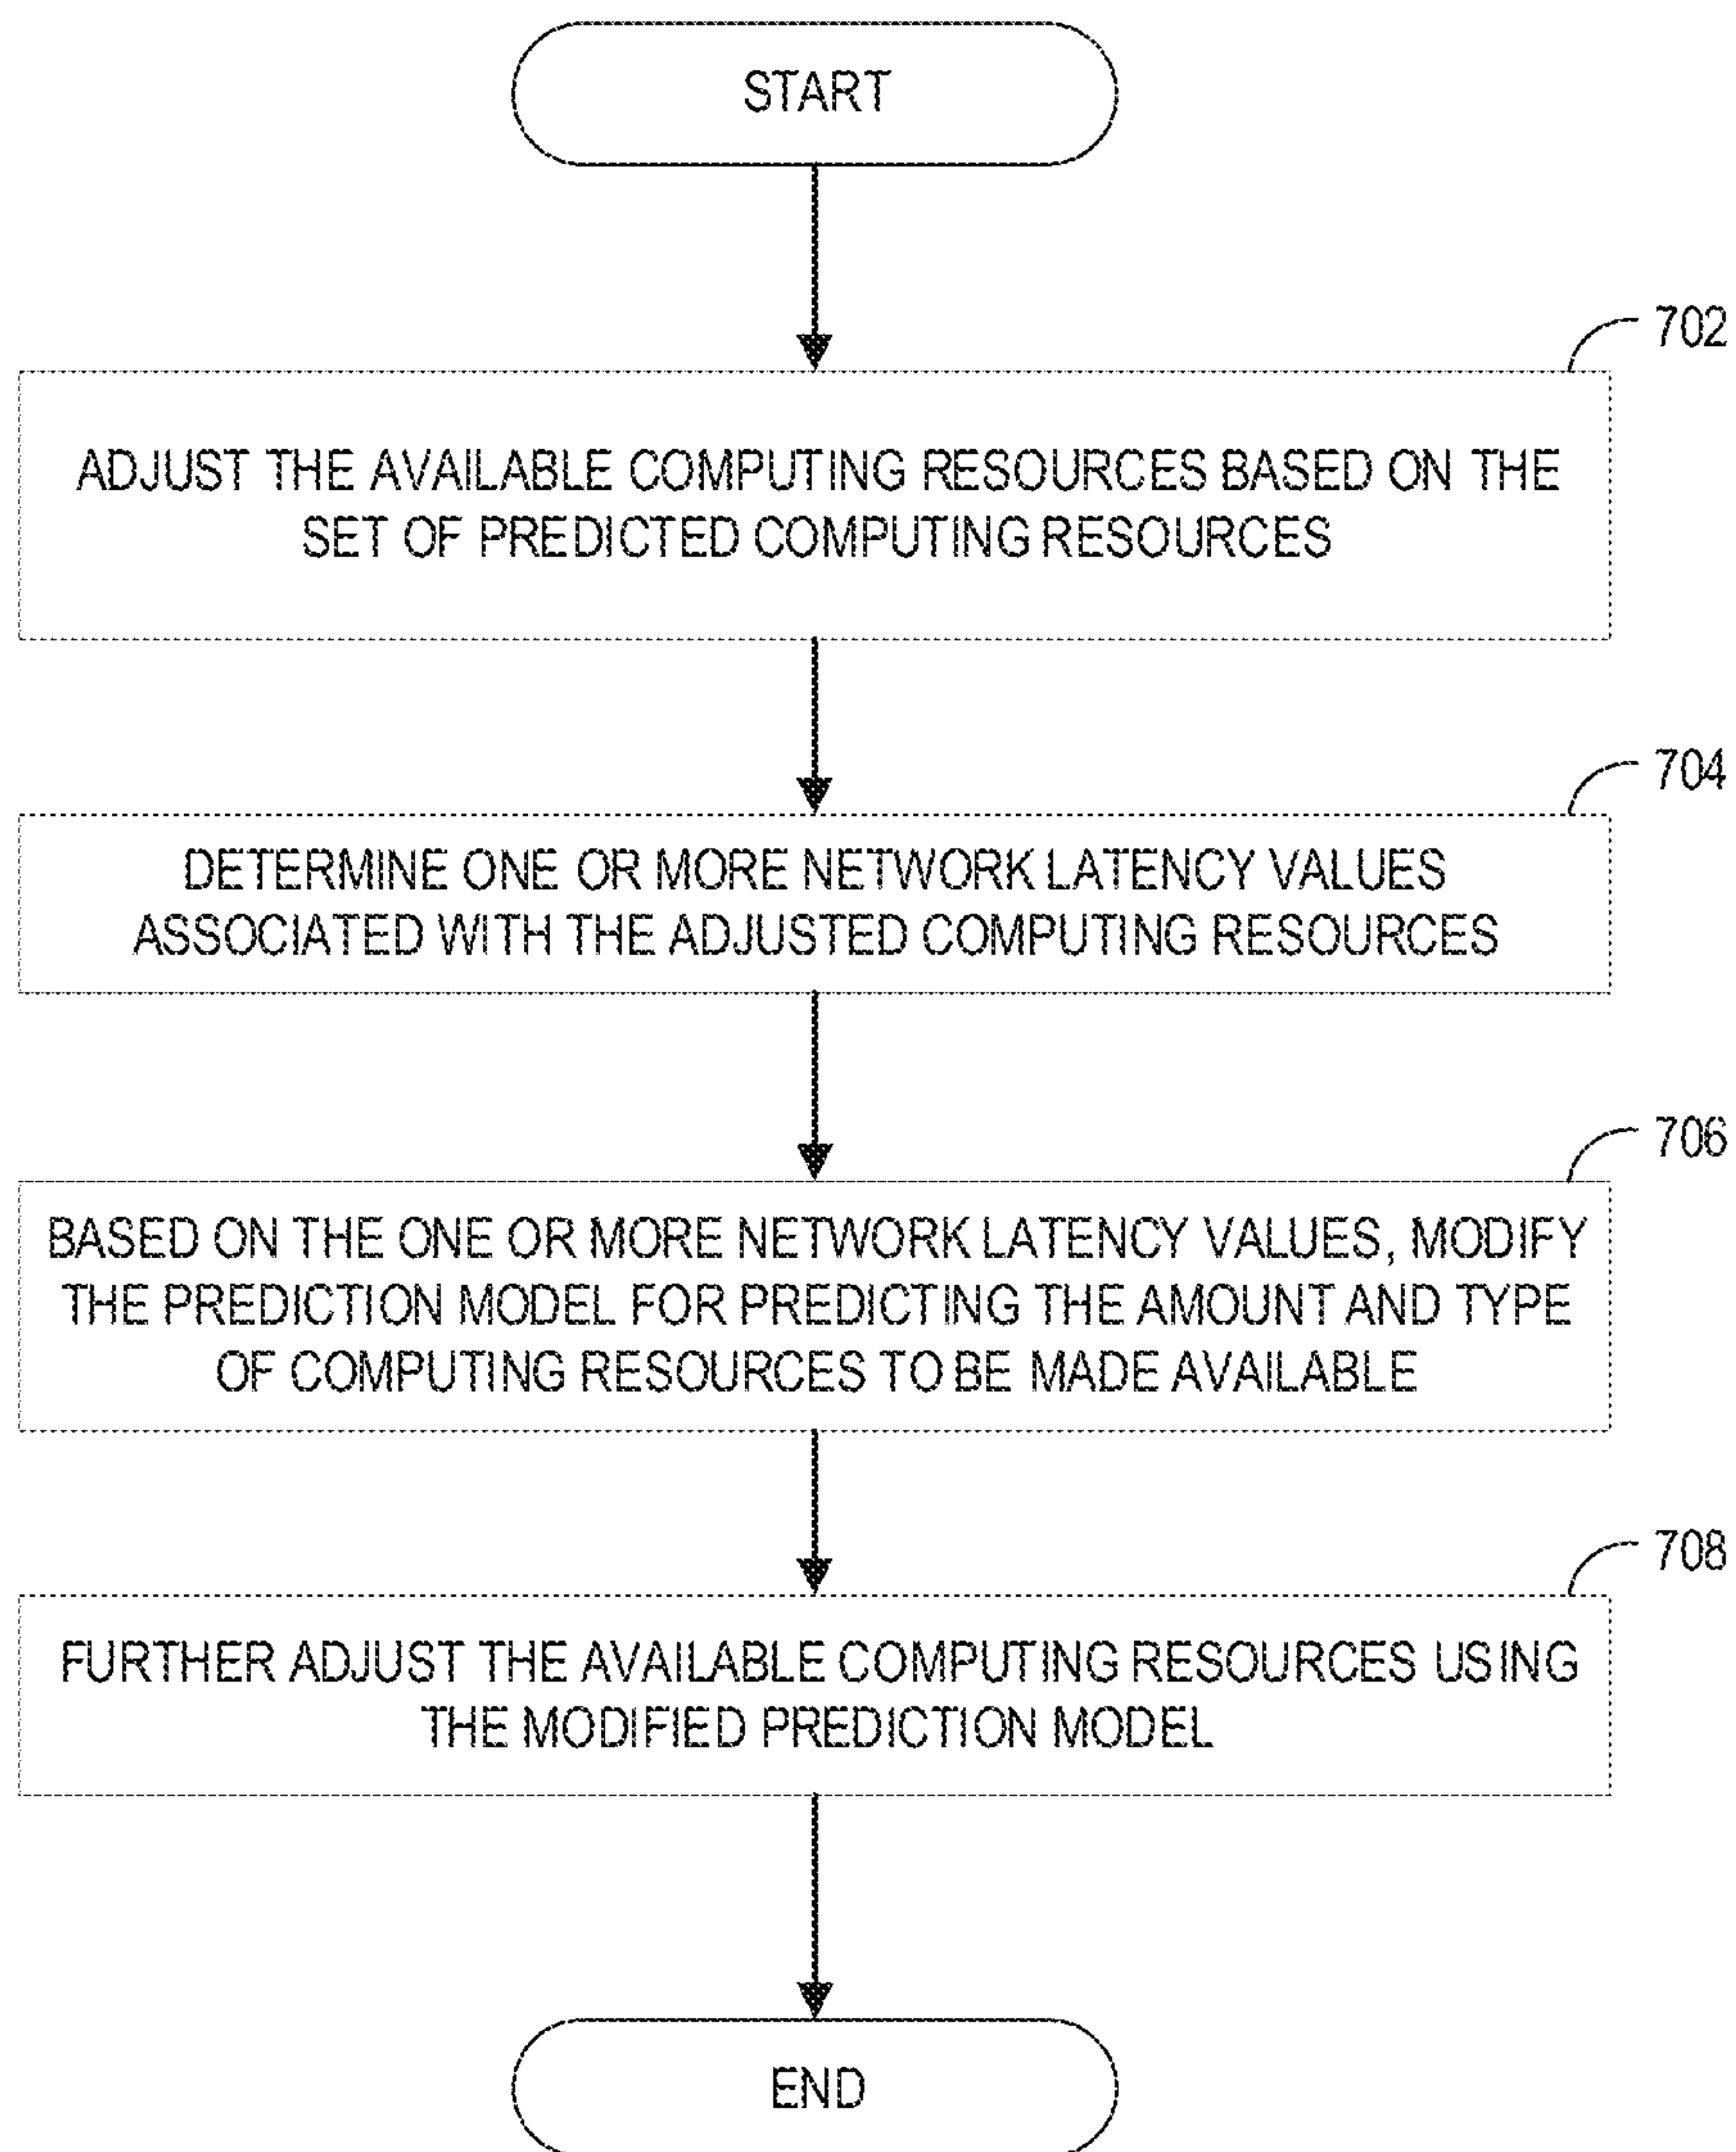 START
702
ADJUST THE AVAILABLE COMPUTING RESOURCES BASED ON THE
SET OF PREDICTED COMPUTING RESOURCES
704
DETERMINE ONE OR MORE NETWORK LATENCY VALUES
ASSOCIATED WITH THE ADJUSTED COMPUTING RESOURCES
706
BASED ON THE ONE OR MORE NETWORK LATENCY VALUES, MODIFY
THE PREDICTION MODEL FOR PREDICTING THE AMOUNT AND TYPE
OF COMPUTING RESOURCES TO BE MADE AVAILABLE
708
FURTHER ADJUST THE AVAILABLE COMPUTING RESOURCES USING
THE MODIFIED PREDICTION MODEL
END